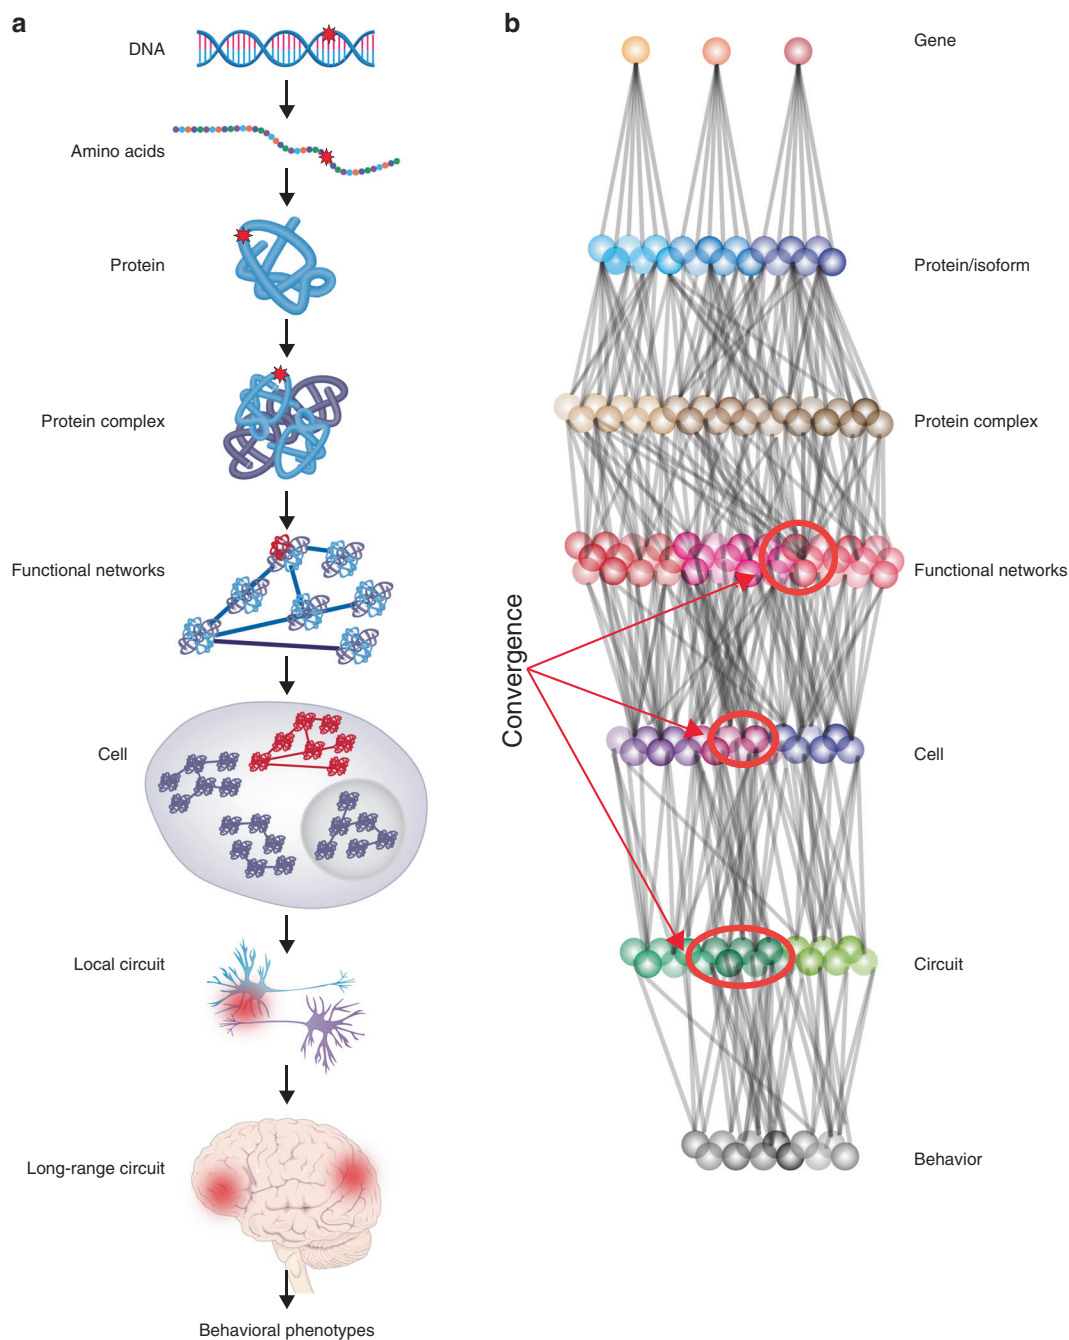 a
DNA
Amino acids
Protein
Protein complex
Functional networks
Cell
Local circuit
Long-range circuit
Behavioral phenotypes
b
Gene
Protein/isoform
Protein complex
Functional networks
Cell
Circuit
Behavior
Convergence